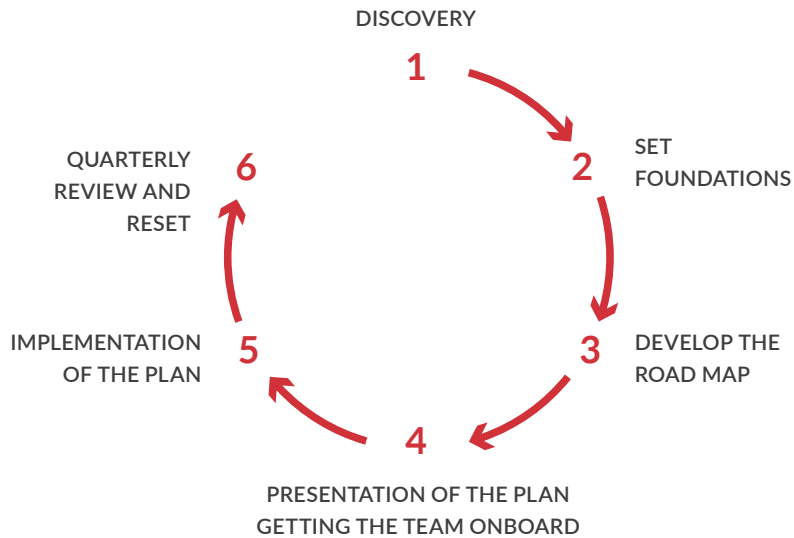 DISCOVERY
1
2
SET
FOUNDATIONS
3
DEVELOP THE
ROAD MAP
4
PRESENTATION OF THE PLAN
GETTING THE TEAM ONBOARD
5
IMPLEMENTATION
OF THE PLAN
6
QUARTERLY
REVIEW AND
RESET